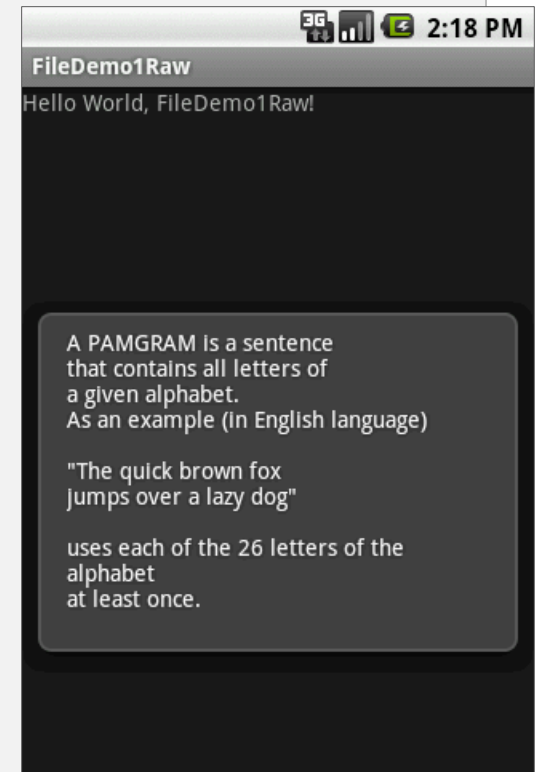 3G
2:18 PM
FileDemo1Raw
Hello World, FileDemo1Raw!
A PAMGRAM is a sentence
that contains all letters of
a given alphabet.
As an example (in English language)
"The quick brown fox
jumps over a lazy dog"
uses each of the 26 letters of the
alphabet
at least once.